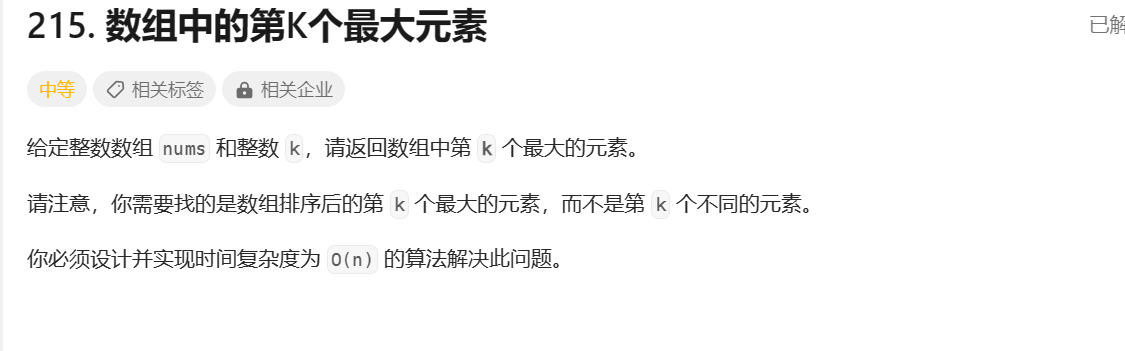 215. 数组中的第K个最大元素
已解
中等 相关标签 相关企业
给定整数数组 nums 和整数 k，请返回数组中第 k 个最大的元素。
请注意，你需要找的是数组排序后的第 k 个最大的元素，而不是第 k 个不同的元素。
你必须设计并实现时间复杂度为 O(n) 的算法解决此问题。